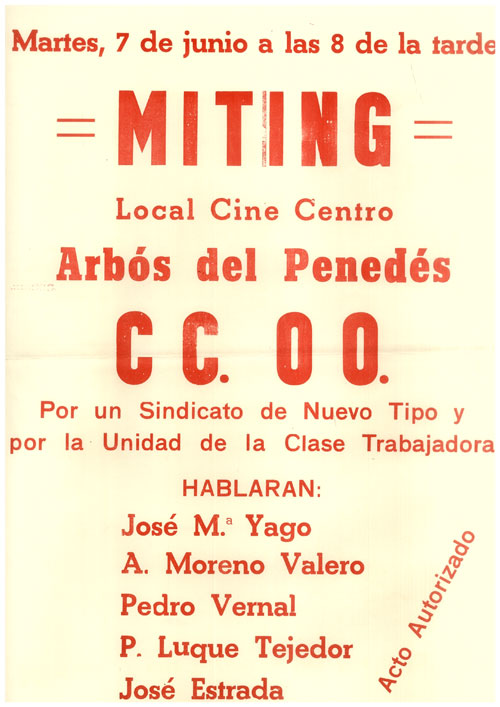 Martes, 7 de junio a las 8 de la tarde
= MITING =
Local Cine Centro
Arbós del Penedés
C C. O O.
Por un Sindicato de Nuevo Tipo y
por la Unidad de la Clase Trabajadora
HABLARAN:
José M.ª Yago
A. Moreno Valero
Pedro Vernal
P. Luque Tejedor
José Estrada
Acto Autorizado